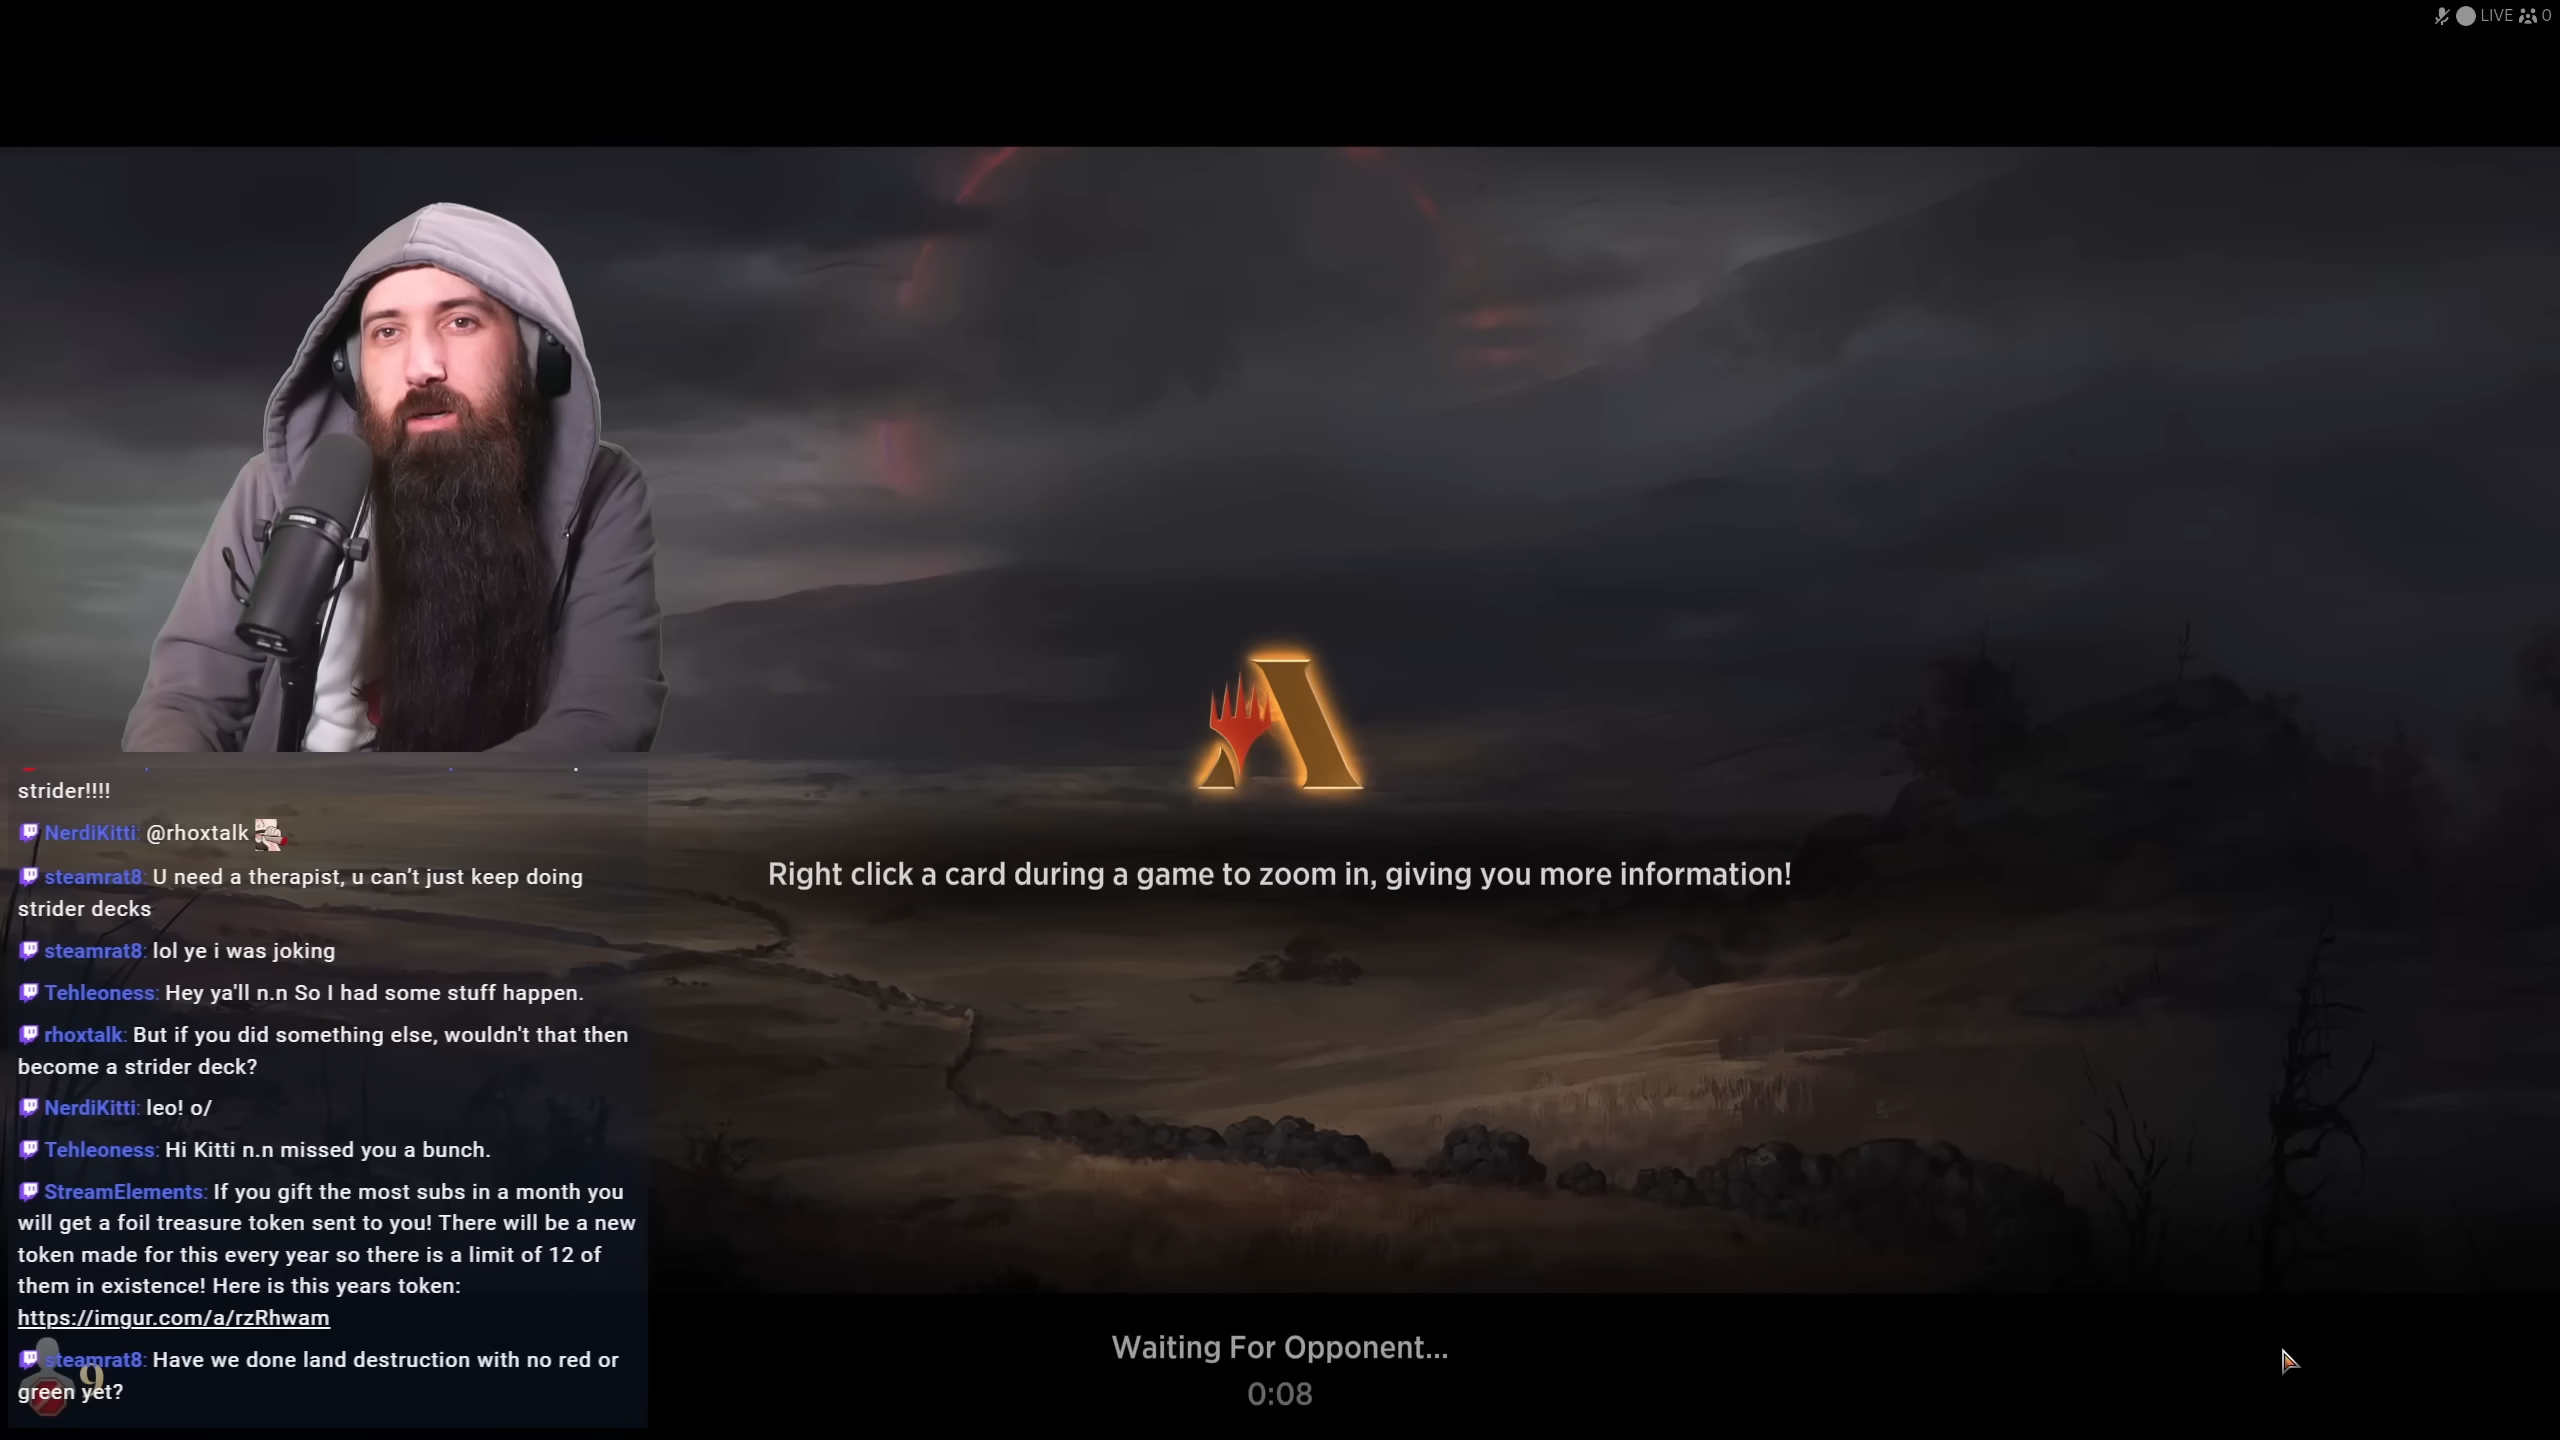 LIVE 0
strider!!!!
NerdiKitti: @rhoxtalk
steamrat8: U need a therapist, u can’t just keep doing
strider decks
steamrat8: lol ye i was joking
Tehleoness: Hey ya'll n.n So I had some stuff happen.
rhoxtalk: But if you did something else, wouldn't that then
become a strider deck?
NerdiKitti: leo! o/
Tehleoness: Hi Kitti n.n missed you a bunch.
StreamElements: If you gift the most subs in a month you
will get a foil treasure token sent to you! There will be a new
token made for this every year so there is a limit of 12 of
them in existence! Here is this years token:
https://imgur.com/a/rzRhwam
steamrat8: Have we done land destruction with no red or
green yet?
9
Right click a card during a game to zoom in, giving you more information!
Waiting For Opponent...
0:08